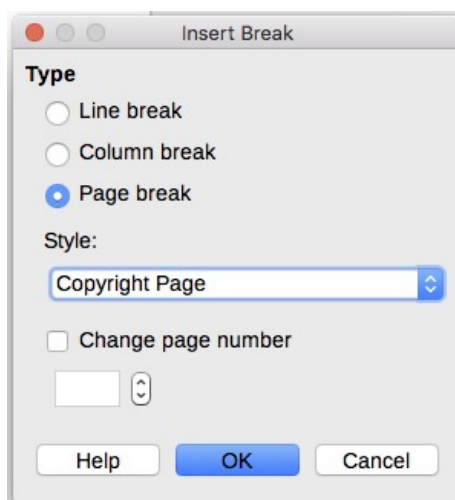 Insert Break
Type
Line break
Column break
Page break
Style:
Copyright Page
Change page number
Help OK Cancel